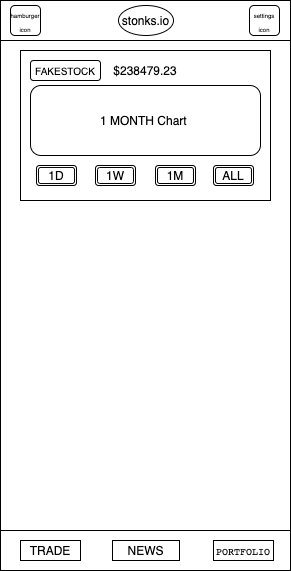 hamburger
icon
stonks.io
settings
icon
FAKESTOCK $238479.23
1 MONTH Chart
1D 1W 1M ALL
TRADE NEWS PORTFOLIO